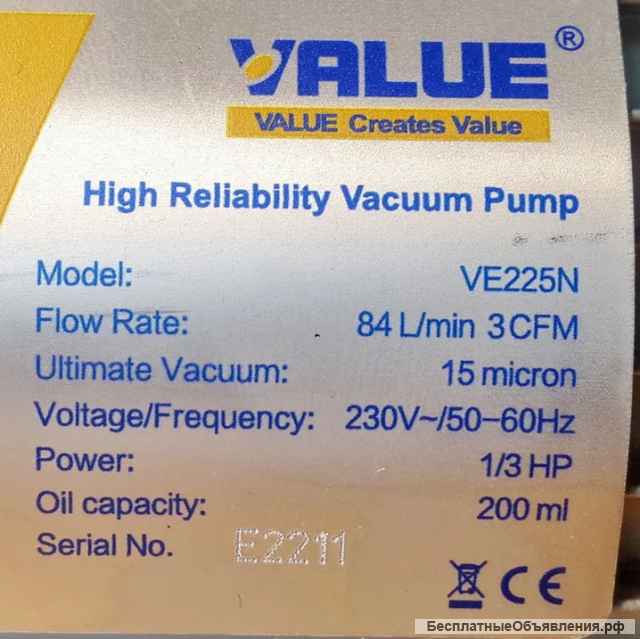 VALUE®
VALUE Creates Value
High Reliability Vacuum Pump
Model: VE225N
Flow Rate: 84 L/min 3CFM
Ultimate Vacuum: 15 micron
Voltage/Frequency: 230V~/50-60Hz
Power: 1/3 HP
Oil capacity: 200 ml
Serial No. E2211
CE
БесплатныеОбъявления.рф